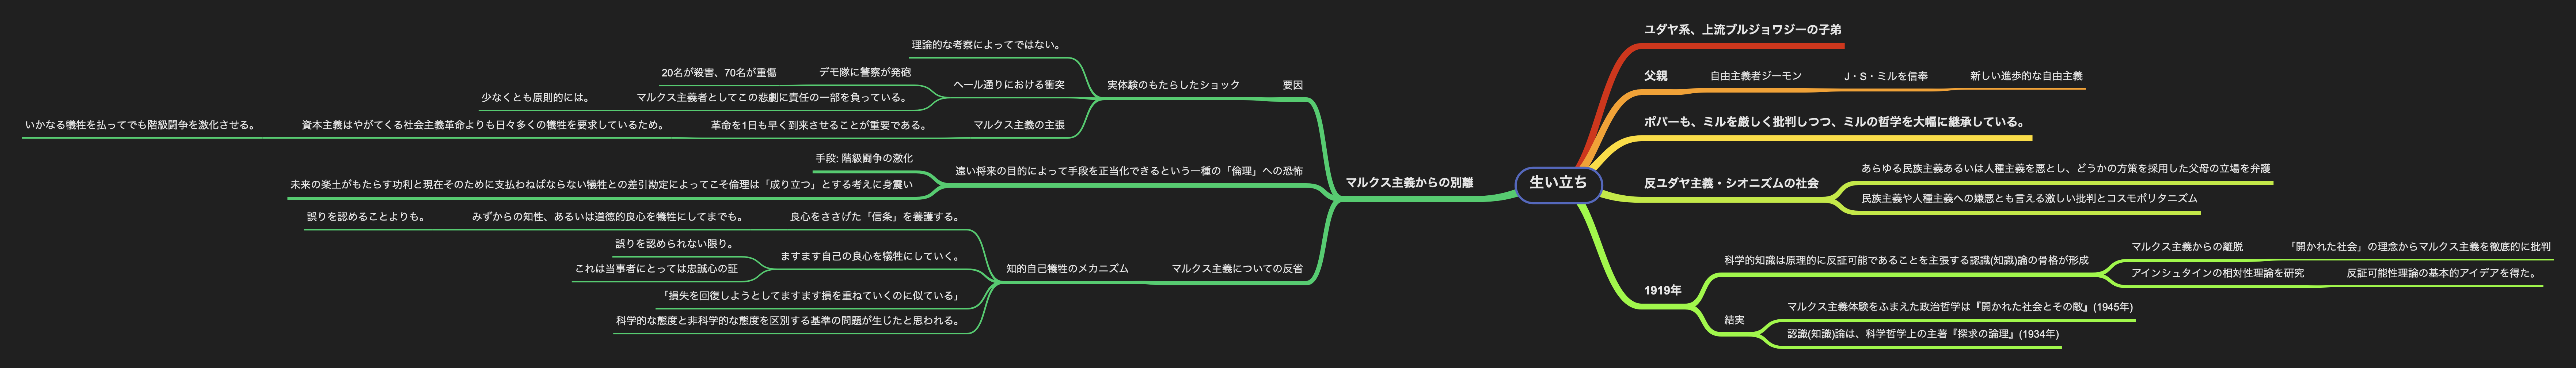 生い立ち
ユダヤ系、上流ブルジョワジーの子弟
父親
自由主義者ジーモン
J・S・ミルを信奉
新しい進歩的な自由主義
ポパーも、ミルを厳しく批判しつつ、ミルの哲学を大幅に継承している。
反ユダヤ主義・シオニズムの社会
あらゆる民族主義あるいは人種主義を悪とし、どうかの方策を採用した父母の立場を弁護
民族主義や人種主義への嫌悪とも言える激しい批判とコスモポリタニズム
1919年
科学的知識は原理的に反証可能であることを主張する認識(知識)論の骨格が形成
マルクス主義からの離脱
「開かれた社会」の理念からマルクス主義を徹底的に批判
アインシュタインの相対性理論を研究
反証可能性理論の基本的アイデアを得た。
結実
マルクス主義体験をふまえた政治哲学は『開かれた社会とその敵』(1945年)
認識(知識)論は、科学哲学上の主著『探求の論理』(1934年)
マルクス主義からの別離
要因
実体験のもたらしたショック
理論的な考察によってではない。
ヘール通りにおける衝突
デモ隊に警察が発砲
20名が殺害、70名が重傷
マルクス主義者としてこの悲劇に責任の一部を負っている。
少なくとも原則的には。
マルクス主義の主張
革命を1日も早く到来させることが重要である。
資本主義はやがてくる社会主義革命よりも日々多くの犠牲を要求しているため。
いかなる犠牲を払ってでも階級闘争を激化させる。
遠い将来の目的によって手段を正当化できるという一種の「倫理」への恐怖
手段: 階級闘争の激化
未来の楽土がもたらす功利と現在そのために支払わねばならない犠牲との差引勘定によってこそ倫理は「成り立つ」とする考えに身震い
マルクス主義についての反省
知的自己犠牲のメカニズム
良心をささげた「信条」を養護する。
みずからの知性、あるいは道徳的良心を犠牲にしてまでも。
誤りを認めることよりも。
ますます自己の良心を犠牲にしていく。
誤りを認められない限り。
これは当事者にとっては忠誠心の証
「損失を回復しようとしてますます損を重ねていくのに似ている」
科学的な態度と非科学的な態度を区別する基準の問題が生じたと思われる。